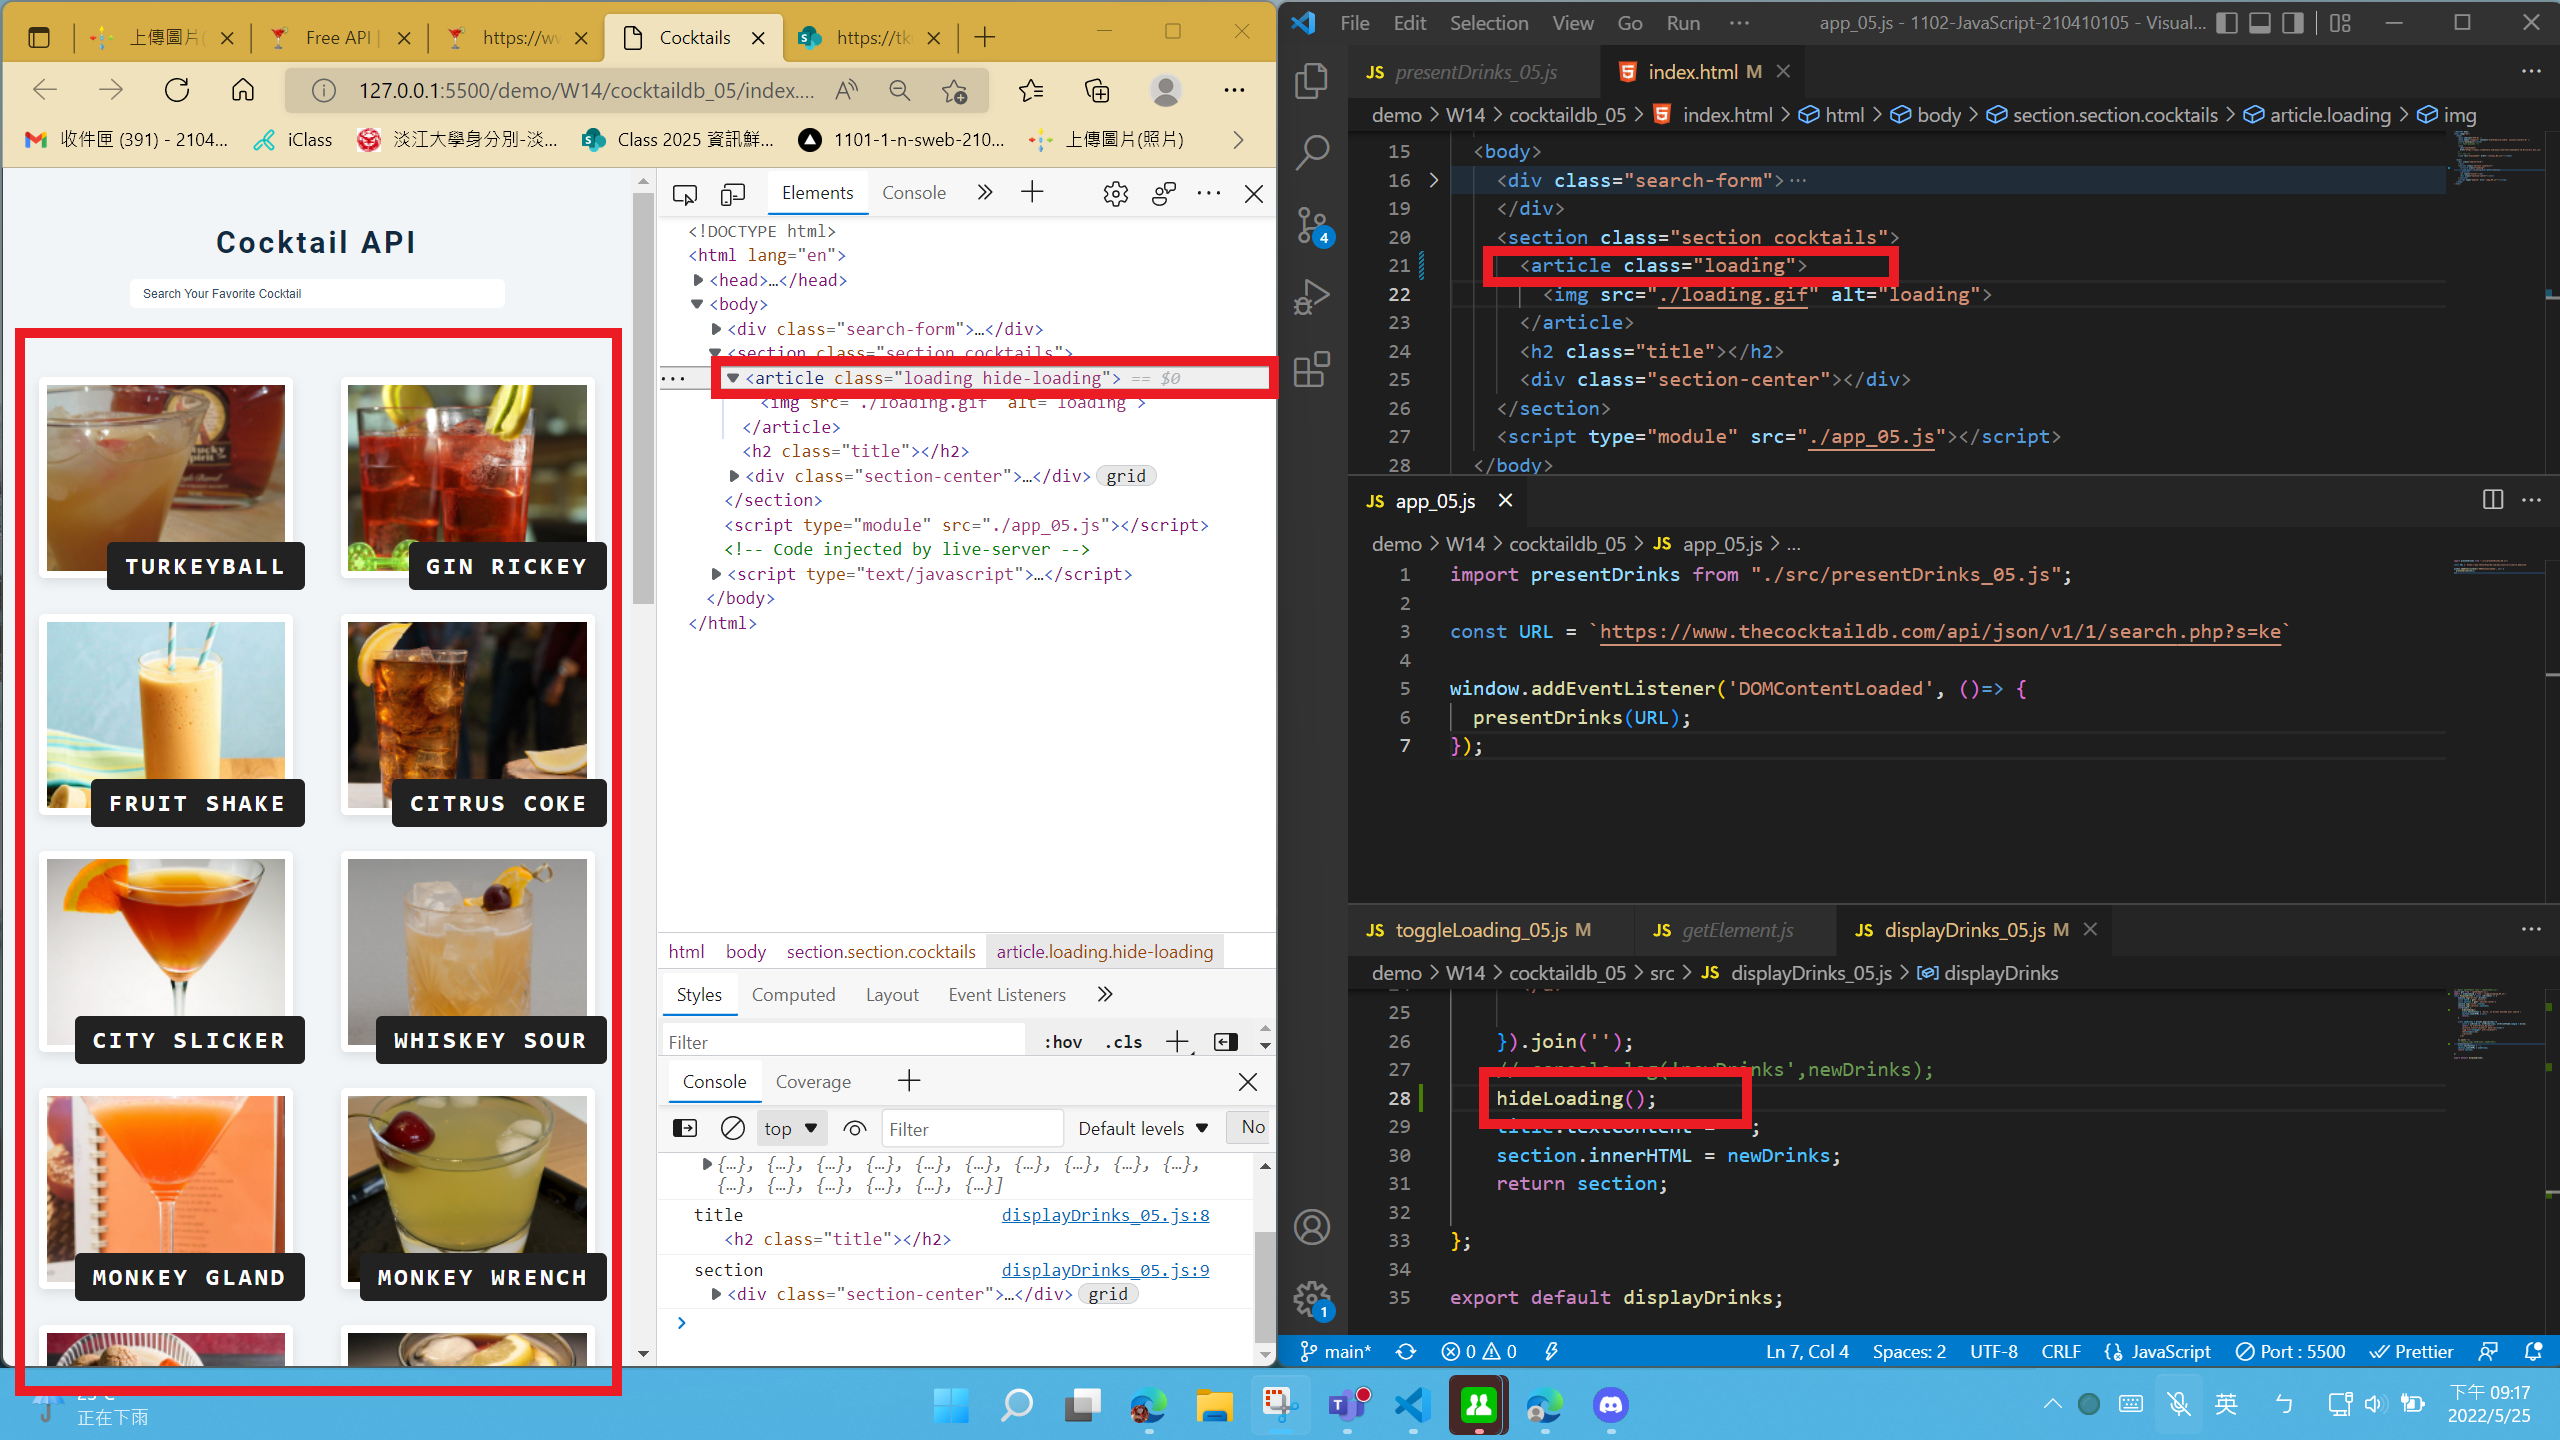 上傳圖片(
Free API |
https://wv
Cocktails
https://tk
127.0.0.1:5500/demo/W14/cocktaildb_05/index....
收件匣 (391) - 2104...
iClass
淡江大學身分別-淡...
Class 2025 資訊鮮...
1101-1-n-sweb-210...
上傳圖片(照片)
Cocktail API
Search Your Favorite Cocktail
TURKEYBALL
GIN RICKEY
FRUIT SHAKE
CITRUS COKE
CITY SLICKER
WHISKEY SOUR
MONKEY GLAND
MONKEY WRENCH
Elements
Console
<!DOCTYPE html>
<html lang="en">
<head>…</head>
<body>
<div class="search-form">…</div>
<section class="section cocktails">
<article class="loading hide-loading"> == $0
<img src="./loading.gif" alt="loading">
</article>
<h2 class="title"></h2>
<div class="section-center">…</div> grid
</section>
<script type="module" src="./app_05.js"></script>
<!-- Code injected by live-server -->
<script type="text/javascript">…</script>
</body>
</html>
html body section.section.cocktails article.loading.hide-loading
Styles Computed Layout Event Listeners
Filter :hov .cls
Console Coverage
top Filter Default levels No
{…}, {…}, {…}, {…}, {…}, {…}, {…}, {…}, {…}, {…},
{…}, {…}, {…}, {…}, {…}, {…}]
title displayDrinks_05.js:8
<h2 class="title"></h2>
section displayDrinks_05.js:9
<div class="section-center">…</div> grid
File Edit Selection View Go Run ··· app_05.js - 1102-JavaScript-210410105 - Visual...
JS presentDrinks_05.js
index.html M
demo > W14 > cocktaildb_05 > index.html > html > body > section.section.cocktails > article.loading > img
15 <body>
16 <div class="search-form">···
19 </div>
20 <section class="section cocktails">
21 <article class="loading">
22 <img src="./loading.gif" alt="loading">
23 </article>
24 <h2 class="title"></h2>
25 <div class="section-center"></div>
26 </section>
27 <script type="module" src="./app_05.js"></script>
28 </body>
JS app_05.js
demo > W14 > cocktaildb_05 > JS app_05.js > ...
1 import presentDrinks from "./src/presentDrinks_05.js";
2
3 const URL = `https://www.thecocktaildb.com/api/json/v1/1/search.php?s=ke`
4
5 window.addEventListener('DOMContentLoaded', ()=> {
6 presentDrinks(URL);
7 });
JS toggleLoading_05.js M
JS getElement.js
JS displayDrinks_05.js M
demo > W14 > cocktaildb_05 > src > JS displayDrinks_05.js > displayDrinks
25
26 }).join('');
27 // console.log('newDrinks',newDrinks);
28 hideLoading();
29 title.textContent = '';
30 section.innerHTML = newDrinks;
31 return section;
32
33 };
34
35 export default displayDrinks;
4
1
main* 0 0 Ln 7, Col 4 Spaces: 2 UTF-8 CRLF JavaScript Port : 5500 Prettier
正在下雨
英
ㄅ
下午 09:17
2022/5/25